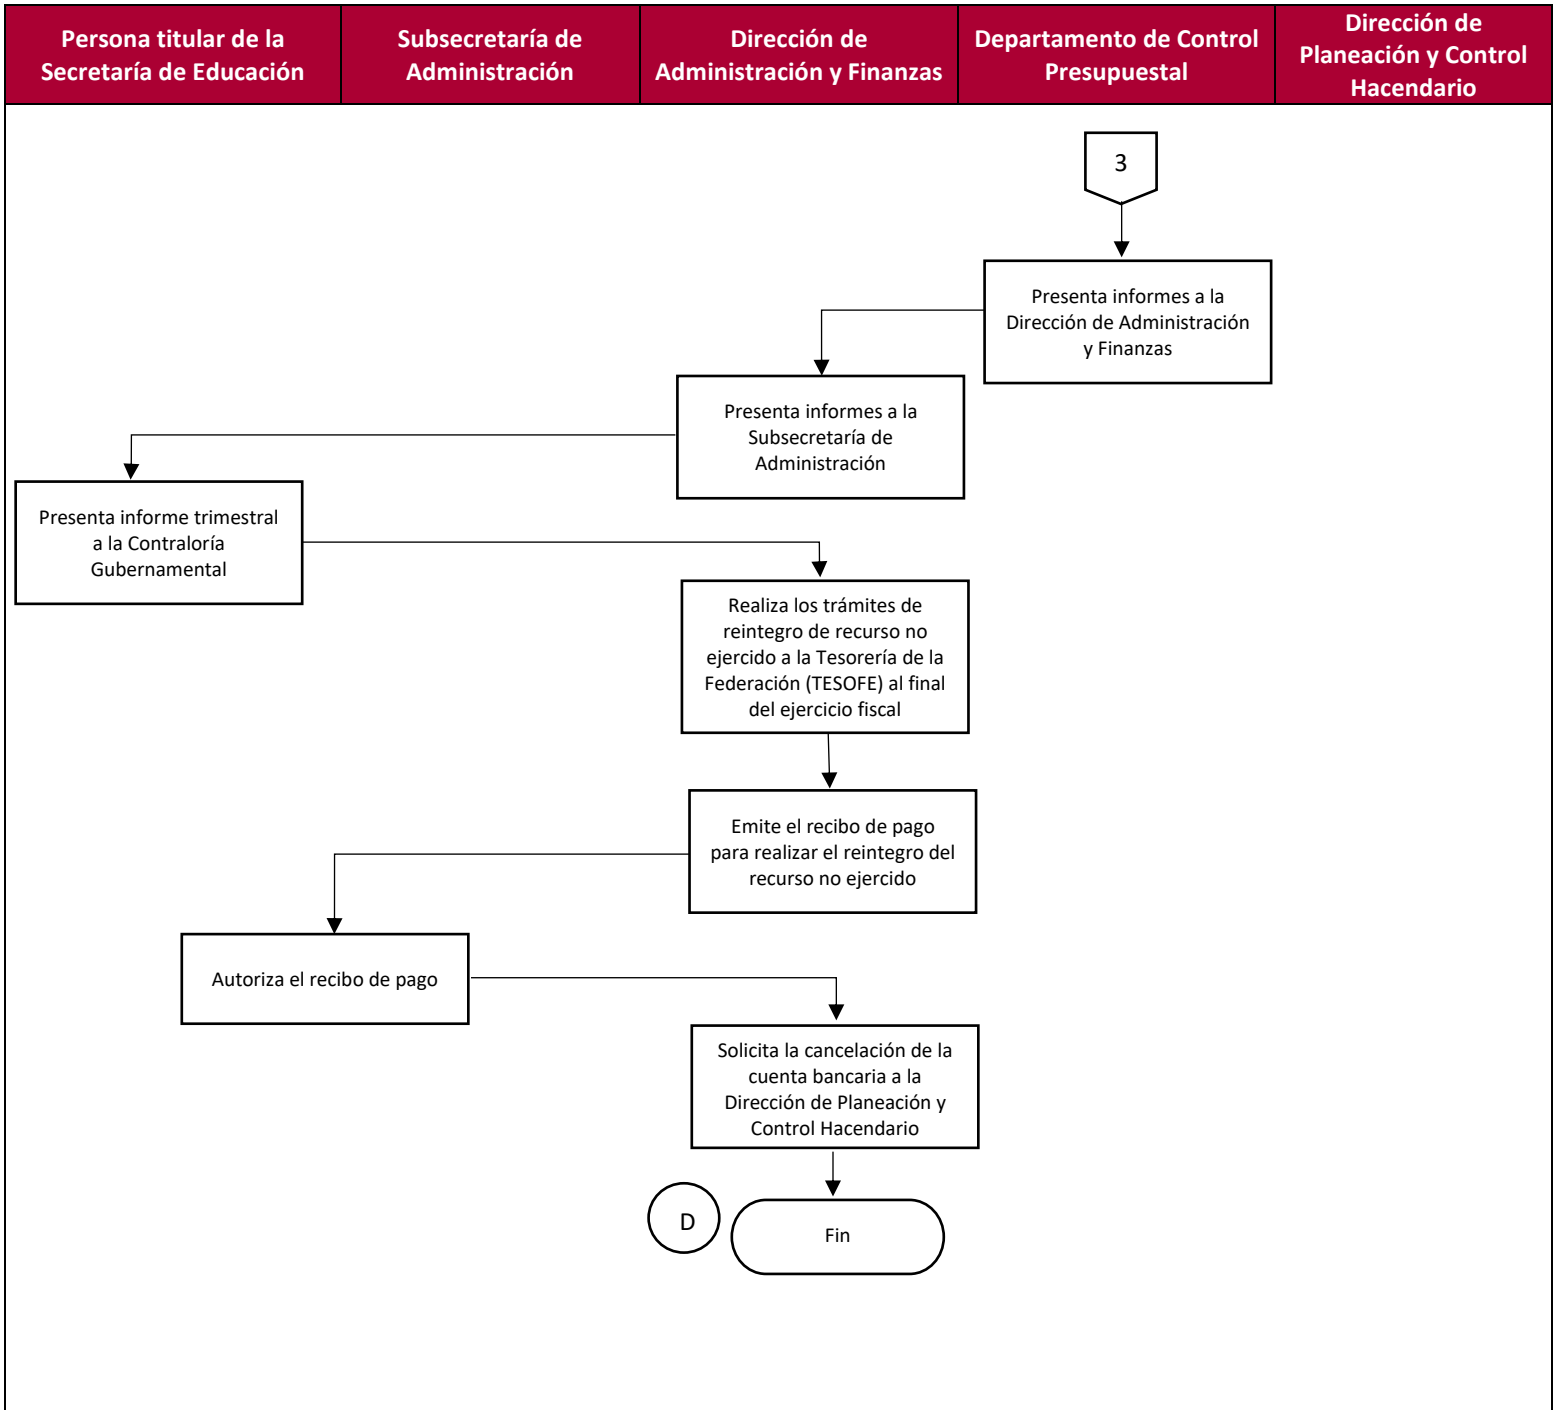 Persona titular de la
Secretaría de Educación
Subsecretaría de
Administración
Dirección de
Administración y Finanzas
Departamento de Control
Presupuestal
Dirección de
Planeación y Control
Hacendario
3
Presenta informes a la
Dirección de Administración
y Finanzas
Presenta informes a la
Subsecretaría de
Administración
Presenta informe trimestral
a la Contraloría
Gubernamental
Realiza los trámites de
reintegro de recurso no
ejercido a la Tesorería de la
Federación (TESOFE) al final
del ejercicio fiscal
Emite el recibo de pago
para realizar el reintegro del
recurso no ejercido
Autoriza el recibo de pago
Solicita la cancelación de la
cuenta bancaria a la
Dirección de Planeación y
Control Hacendario
D
Fin